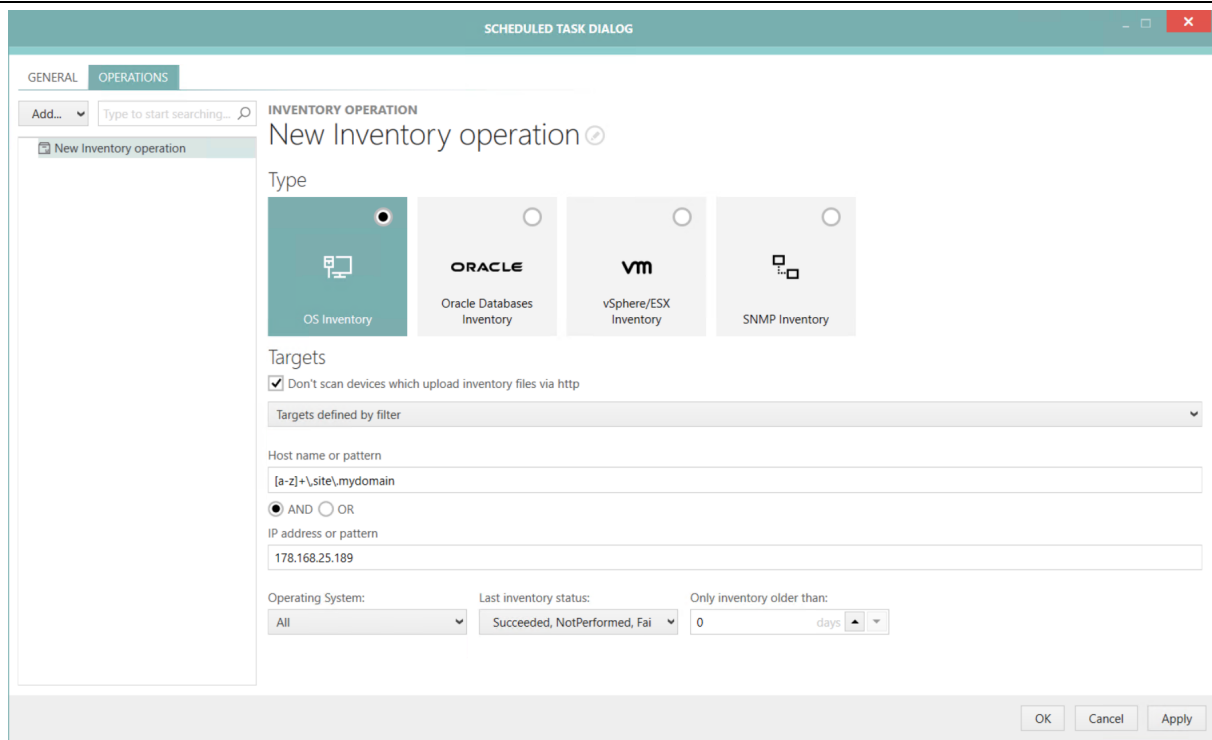 SCHEDULED TASK DIALOG
GENERAL OPERATIONS
Add... Type to start searching...
New Inventory operation
INVENTORY OPERATION
New Inventory operation
Type
ORACLE vm
OS Inventory
Oracle Databases
Inventory
vSphere/ESX
Inventory
SNMP Inventory
Targets
Don't scan devices which upload inventory files via http
Targets defined by filter
Host name or pattern
[a-z]+\.site\.mydomain
AND OR
IP address or pattern
178.168.25.189
Operating System: Last inventory status: Only inventory older than:
All Succeeded, NotPerformed, Fai 0 days
OK Cancel Apply